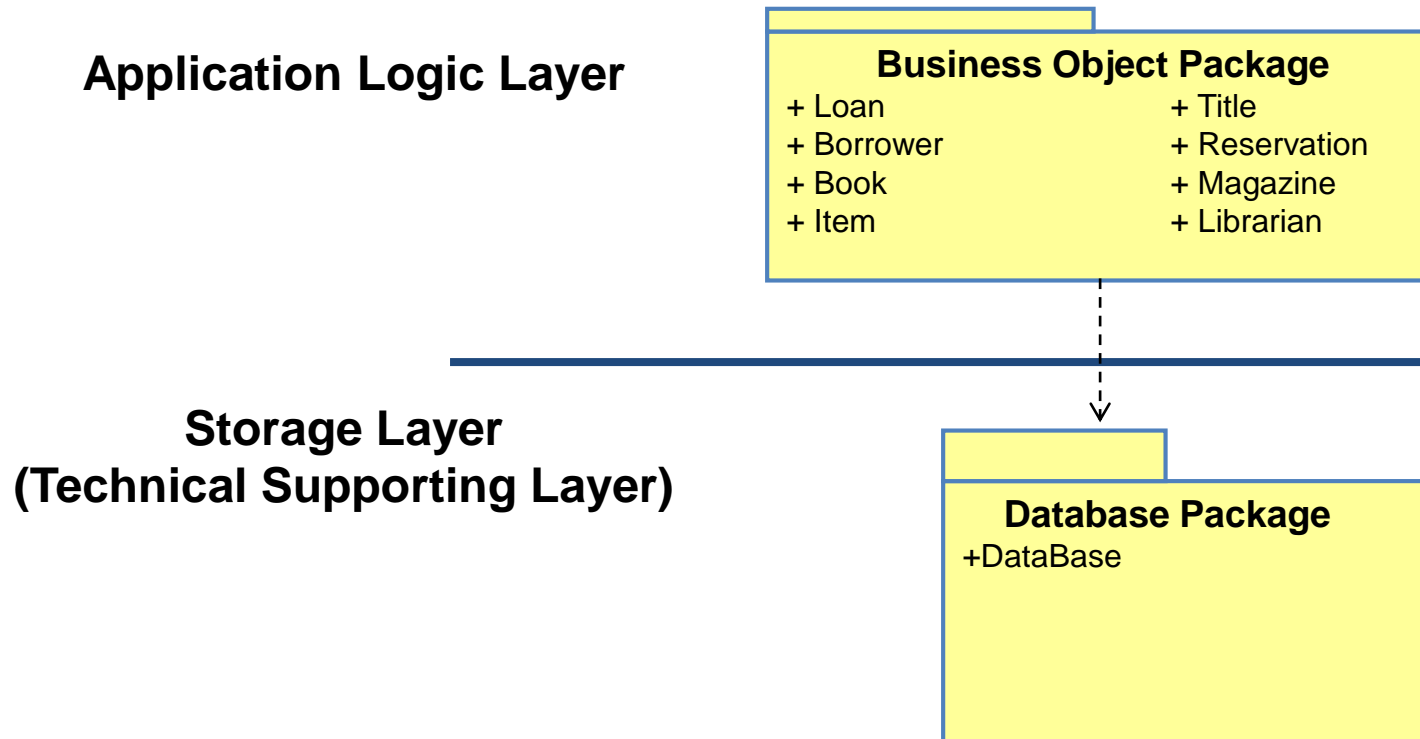 Application Logic Layer
Business Object Package
+ Loan
+ Title
+ Borrower
+ Reservation
+ Book
+ Magazine
+ Item
+ Librarian
Storage Layer
(Technical Supporting Layer)
Database Package
+DataBase